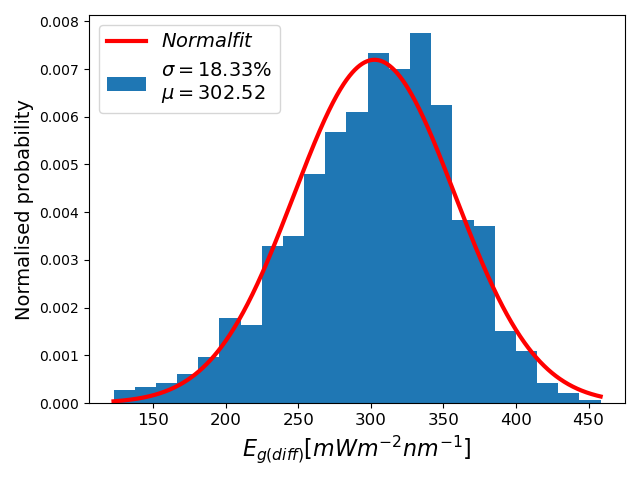 0.008
0.007
0.006
0.005
0.004
0.003
0.002
0.001
0.000
Normalised probability
Normalfit
σ = 18.33%
μ = 302.52
150 200 250 300 350 400 450
E_{g(diff)}[mWm^{-2}nm^{-1}]